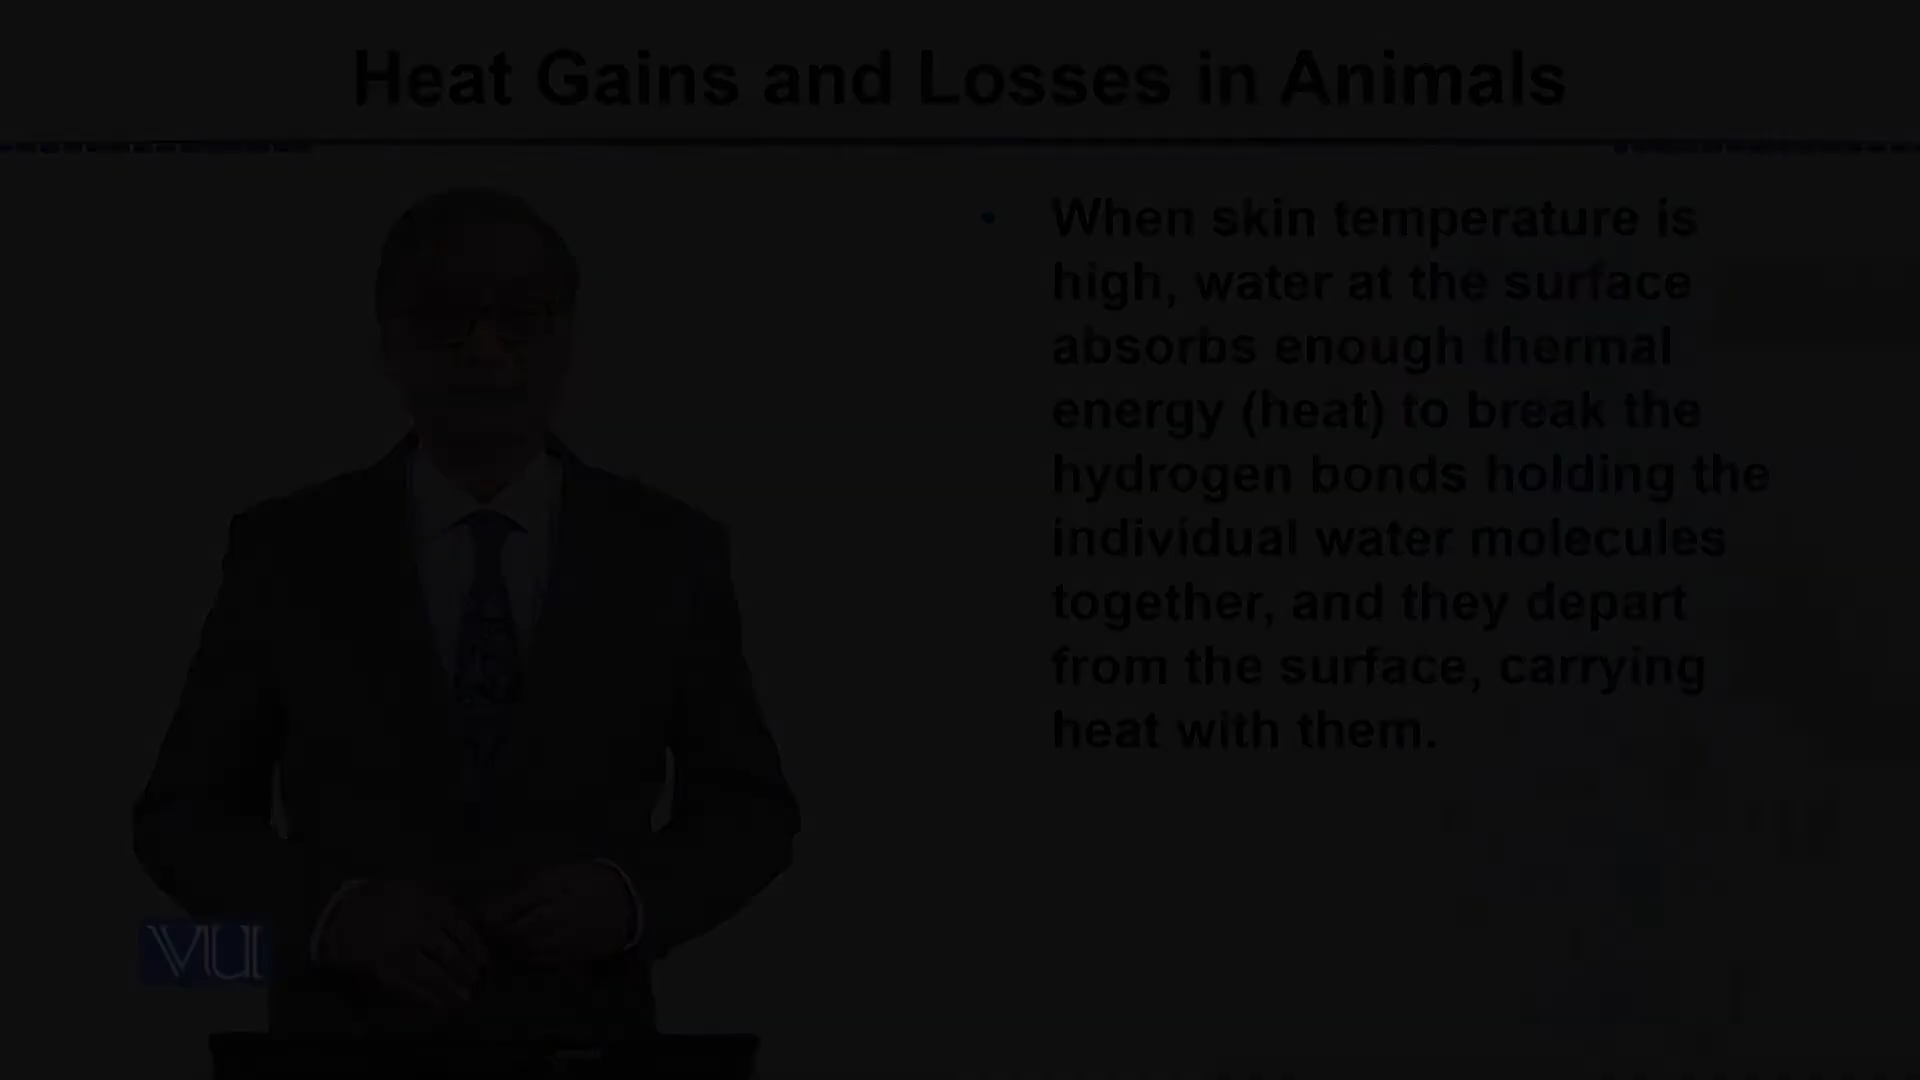 Heat Gains and Losses in Animals
• When skin temperature is
high, water at the surface
absorbs enough thermal
energy (heat) to break the
hydrogen bonds holding the
individual water molecules
together, and they depart
from the surface, carrying
heat with them.
VU